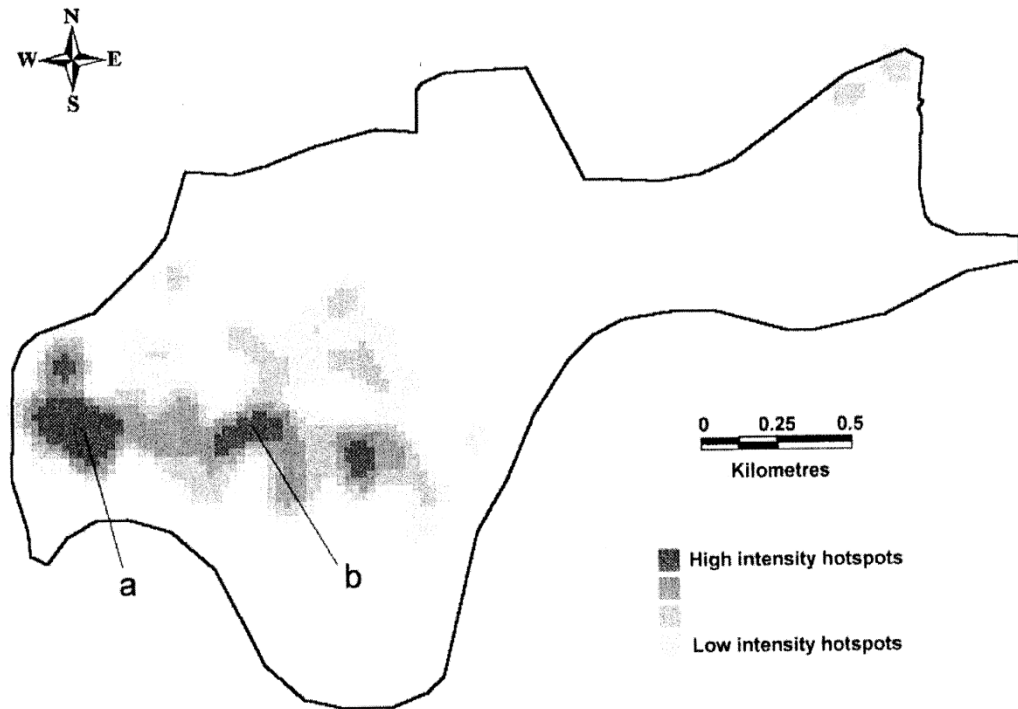 N
W E
S
0 0.25 0.5
Kilometres
High intensity hotspots
Low intensity hotspots
a
b